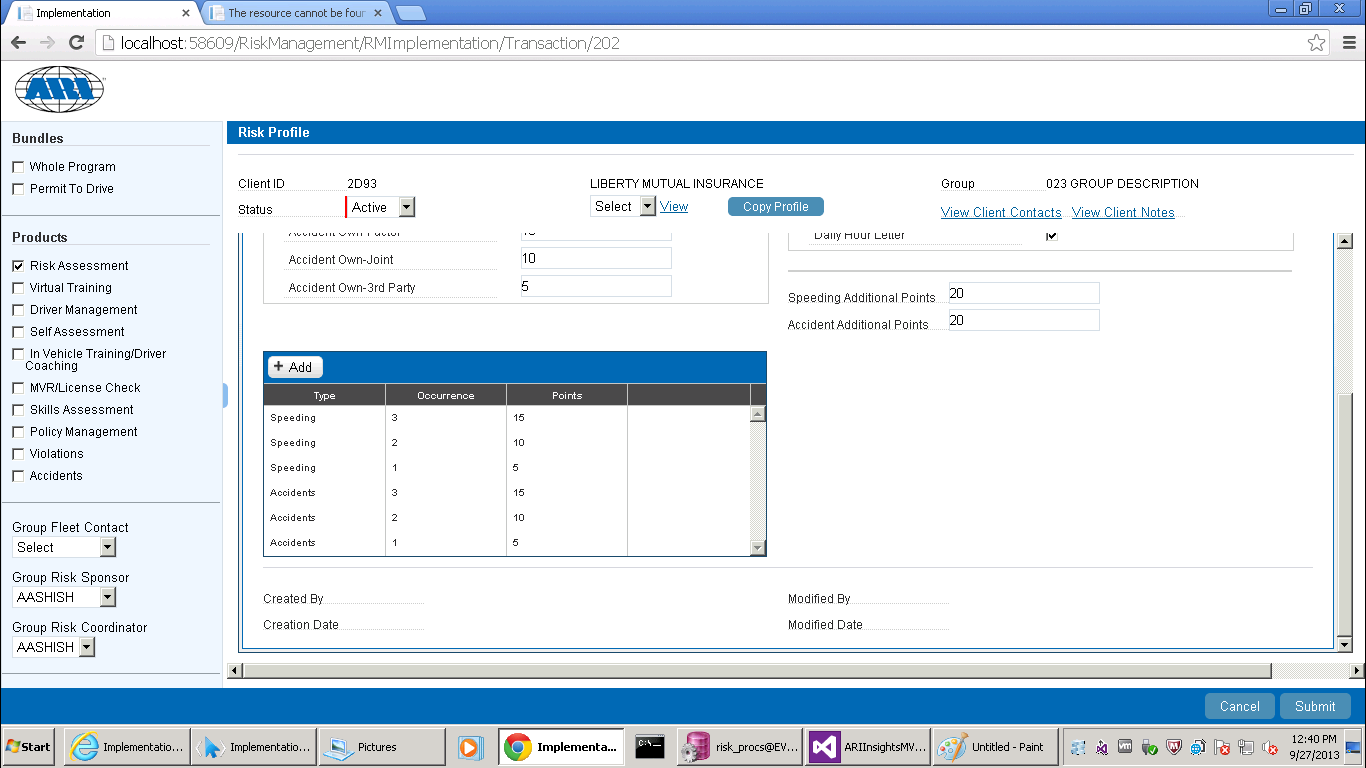 Implementation
The resource cannot be four
localhost:58609/RiskManagement/RMImplementation/Transaction/202
ARI
Bundles
Whole Program
Permit To Drive
Products
Risk Assessment
Virtual Training
Driver Management
Self Assessment
In Vehicle Training/Driver
Coaching
MVR/License Check
Skills Assessment
Policy Management
Violations
Accidents
Group Fleet Contact
Select
Group Risk Sponsor
AASHISH
Group Risk Coordinator
AASHISH
Risk Profile
Client ID 2D93 LIBERTY MUTUAL INSURANCE Group 023 GROUP DESCRIPTION
Status Active Select View Copy Profile View Client Contacts View Client Notes
Accident Own-Factor
Daily Hour Letter
Accident Own-Joint 10
Accident Own-3rd Party 5
Speeding Additional Points 20
Accident Additional Points 20
+ Add
Type Occurrence Points
Speeding 3 15
Speeding 2 10
Speeding 1 5
Accidents 3 15
Accidents 2 10
Accidents 1 5
Created By Modified By
Creation Date Modified Date
Cancel Submit
Start Implementatio... Implementatio... Pictures C:\ Implementa... risk_procs@EV... ARIInsightsMV... Untitled - Paint 12:40 PM
9/27/2013